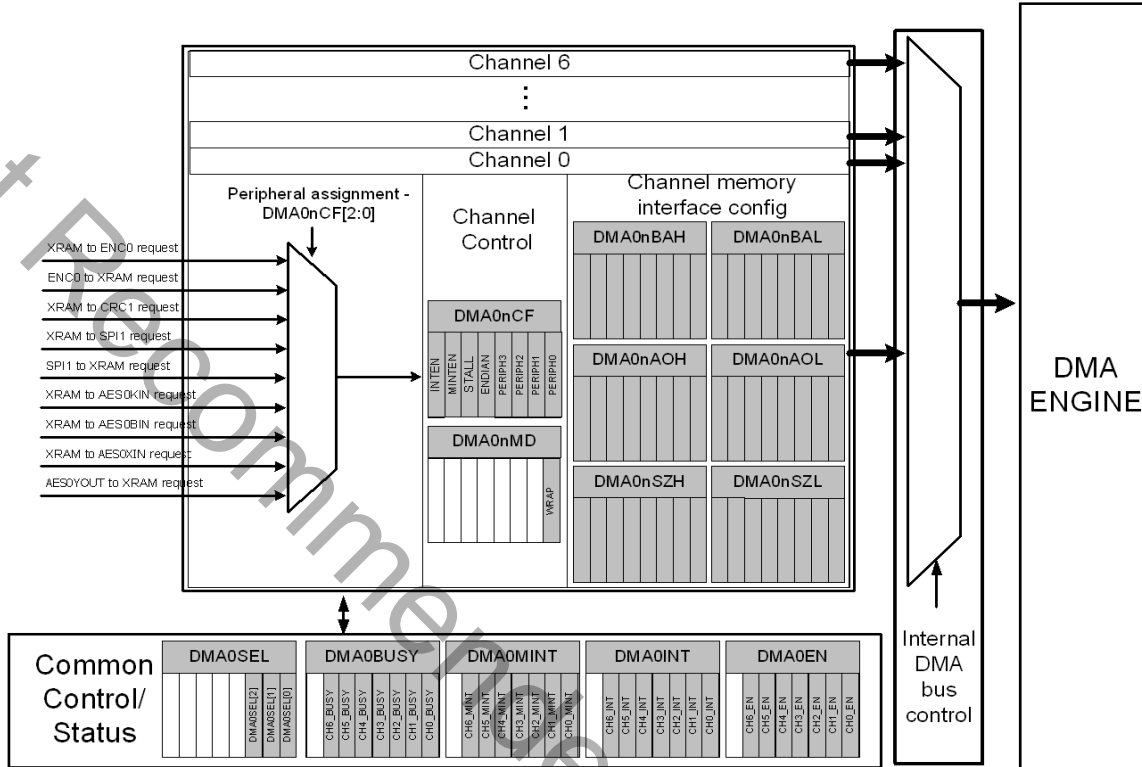 Channel 6
⋮
Channel 1
Channel 0
Peripheral assignment -
DMA0nCF[2:0]
XRAM to ENC0 request
ENC0 to XRAM request
XRAM to CRC1 request
XRAM to SPI1 request
SPI1 to XRAM request
XRAM to AES0KIN request
XRAM to AES0BIN request
XRAM to AES0XIN request
AES0YOUT to XRAM request
Channel
Control
DMA0nCF
INTEN
MINTEN
STALL
ENDIAN
PERIPH3
PERIPH2
PERIPH1
PERIPH0
DMA0nMD
WRAP
Channel memory
interface config
DMA0nBAH
DMA0nBAL
DMA0nAOH
DMA0nAOL
DMA0nSZH
DMA0nSZL
Internal
DMA
bus
control
DMA
ENGINE
Common
Control/
Status
DMA0SEL
DMA0SEL[2]
DMA0SEL[1]
DMA0SEL[0]
DMA0BUSY
CH6_BUSY
CH5_BUSY
CH4_BUSY
CH3_BUSY
CH2_BUSY
CH1_BUSY
CH0_BUSY
DMA0MINT
CH6_MINT
CH5_MINT
CH4_MINT
CH3_MINT
CH2_MINT
CH1_MINT
CH0_MINT
DMA0INT
CH6_INT
CH5_INT
CH4_INT
CH3_INT
CH2_INT
CH1_INT
CH0_INT
DMA0EN
CH6_EN
CH5_EN
CH4_EN
CH3_EN
CH2_EN
CH1_EN
CH0_EN
t Recommende